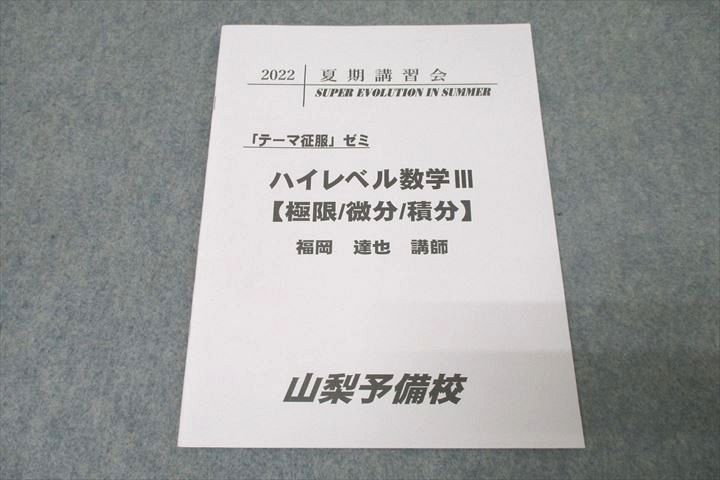 2022 夏期講習会
SUPER EVOLUTION IN SUMMER
「テーマ征服」ゼミ
ハイレベル数学Ⅲ
【極限/微分/積分】
福岡 達也 講師
山梨予備校